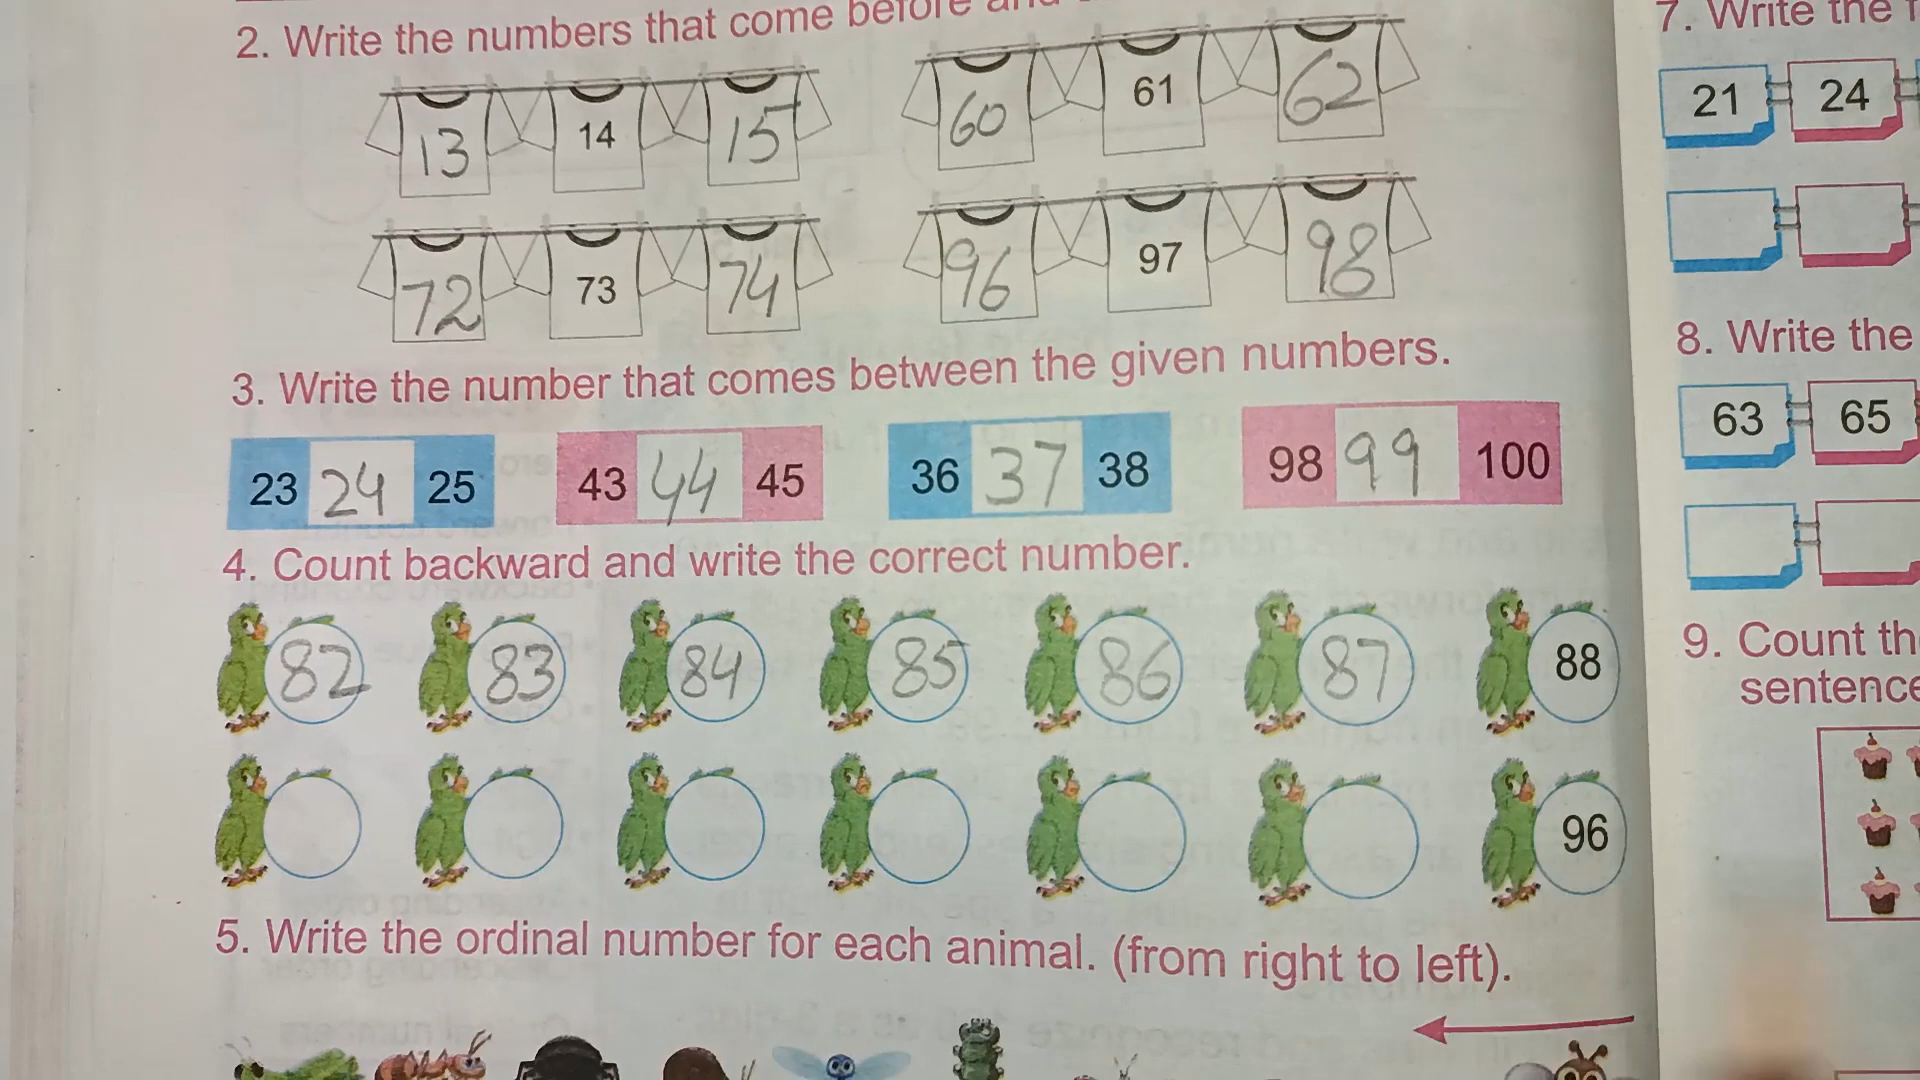 2. Write the numbers that come before and
13 14 15 60 61 62
72 73 74 96 97 98
3. Write the number that comes between the given numbers.
23 24 25 43 44 45 36 37 38 98 99 100
4. Count backward and write the correct number.
82 83 84 85 86 87 88
96
5. Write the ordinal number for each animal. (from right to left).
7. Write the
21 24
8. Write the
63 65
9. Count th
sentence